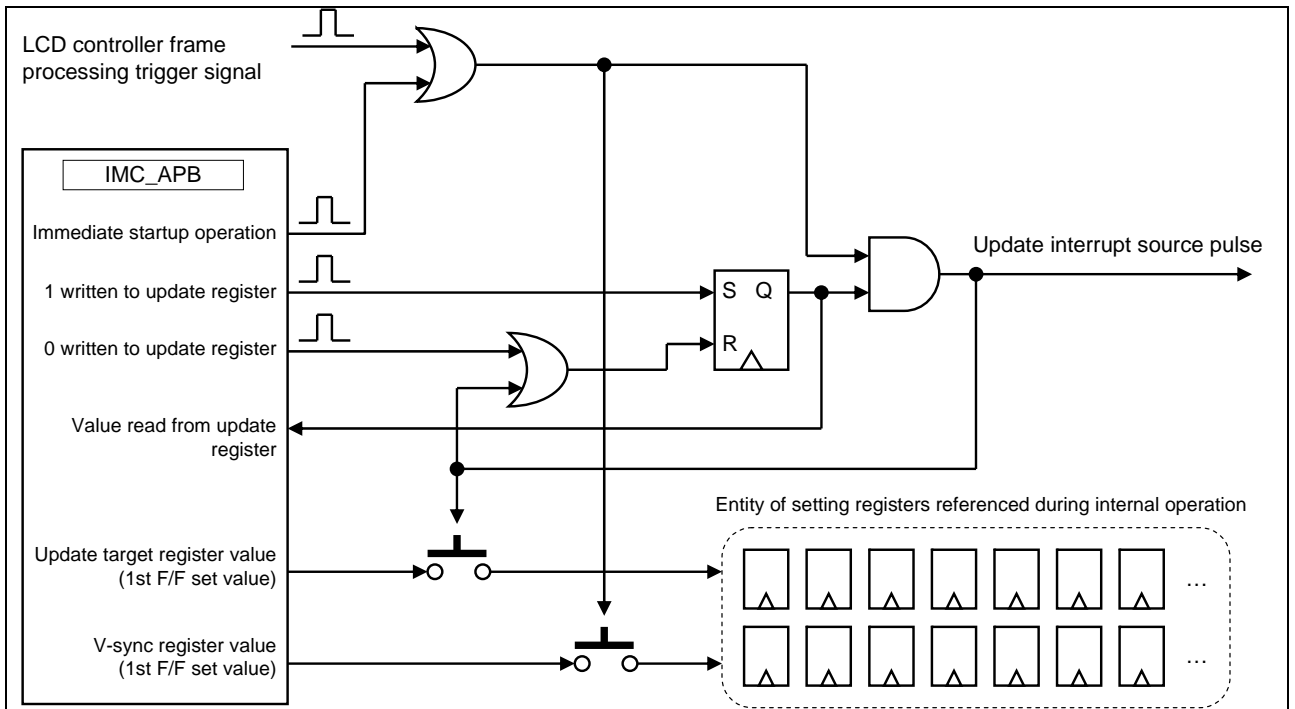 LCD controller frame
processing trigger signal
IMC_APB
Immediate startup operation
1 written to update register
0 written to update register
Value read from update
register
Update target register value
(1st F/F set value)
V-sync register value
(1st F/F set value)
S Q
R
Update interrupt source pulse
Entity of setting registers referenced during internal operation
...
...